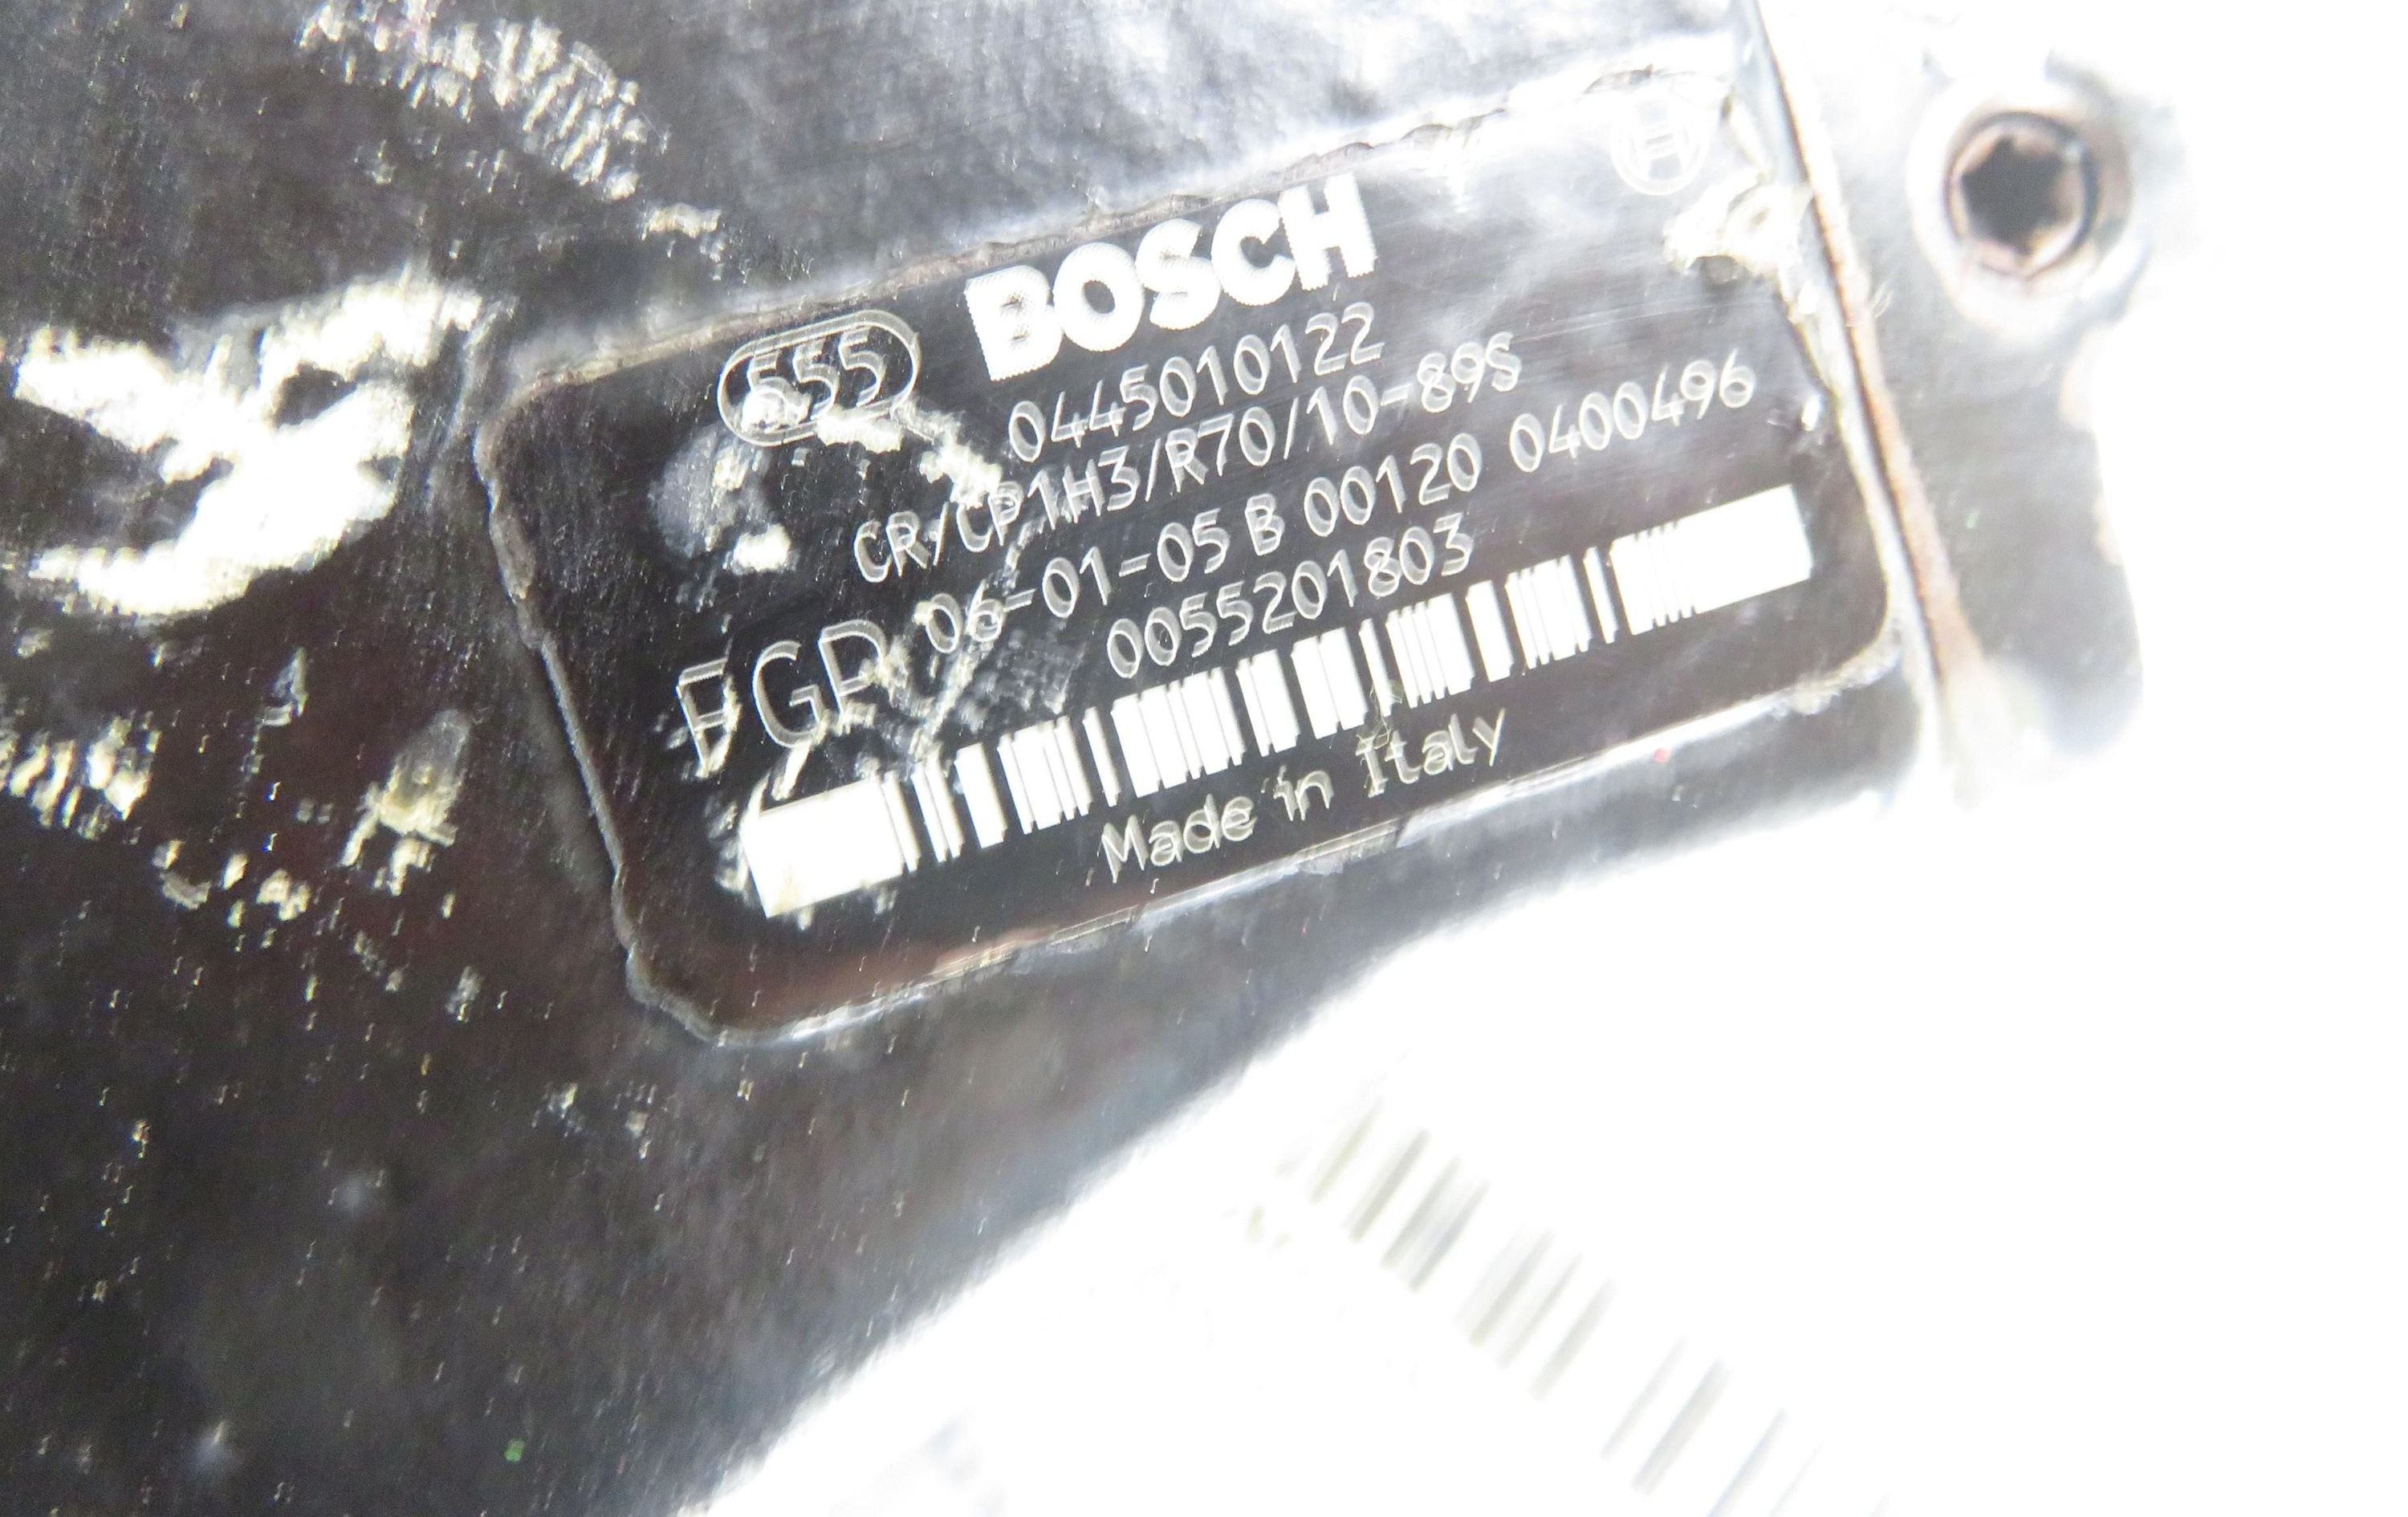 BOSCH
555
0445010122
CR/CP1H3/R70/10-89S
06-01-05 B 00120 0400496
FGP 0055201803
Made in Italy